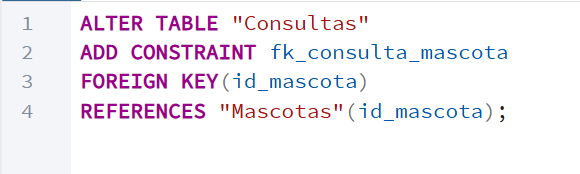 1 ALTER TABLE "Consultas"
2 ADD CONSTRAINT fk_consulta_mascota
3 FOREIGN KEY(id_mascota)
4 REFERENCES "Mascotas"(id_mascota);